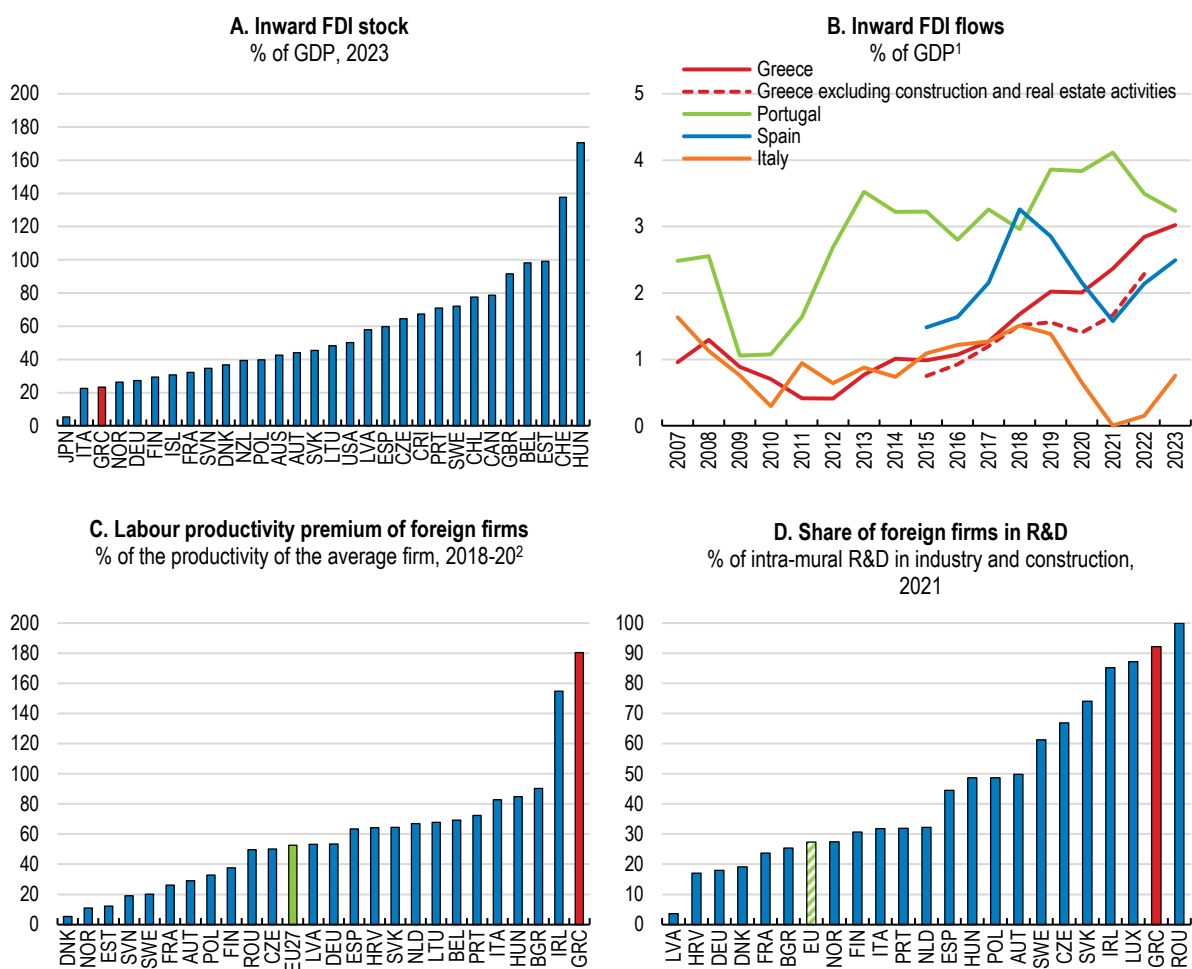 A. Inward FDI stock
% of GDP, 2023
200
180
160
140
120
100
80
60
40
20
0
JPN
ITA
GRC
NOR
DEU
FIN
ISL
FRA
SVN
DNK
NZL
POL
AUS
AUT
SVK
LTU
USA
LVA
ESP
CZE
CRI
PRT
SWE
CHL
CAN
GBR
BEL
EST
CHE
HUN
B. Inward FDI flows
% of GDP¹
Greece
Greece excluding construction and real estate activities
Portugal
Spain
Italy
5
4
3
2
1
0
2007
2008
2009
2010
2011
2012
2013
2014
2015
2016
2017
2018
2019
2020
2021
2022
2023
C. Labour productivity premium of foreign firms
% of the productivity of the average firm, 2018-20²
200
180
160
140
120
100
80
60
40
20
0
DNK
NOR
EST
SVN
SWE
FRA
AUT
POL
FIN
ROU
CZE
EU27
LVA
DEU
ESP
HRV
SVK
NLD
LTU
BEL
PRT
ITA
HUN
BGR
IRL
GRC
D. Share of foreign firms in R&D
% of intra-mural R&D in industry and construction,
2021
100
90
80
70
60
50
40
30
20
10
0
LVA
HRV
DEU
DNK
FRA
BGR
EU
NOR
FIN
ITA
PRT
NLD
ESP
HUN
POL
AUT
SWE
CZE
SVK
IRL
LUX
GRC
ROU